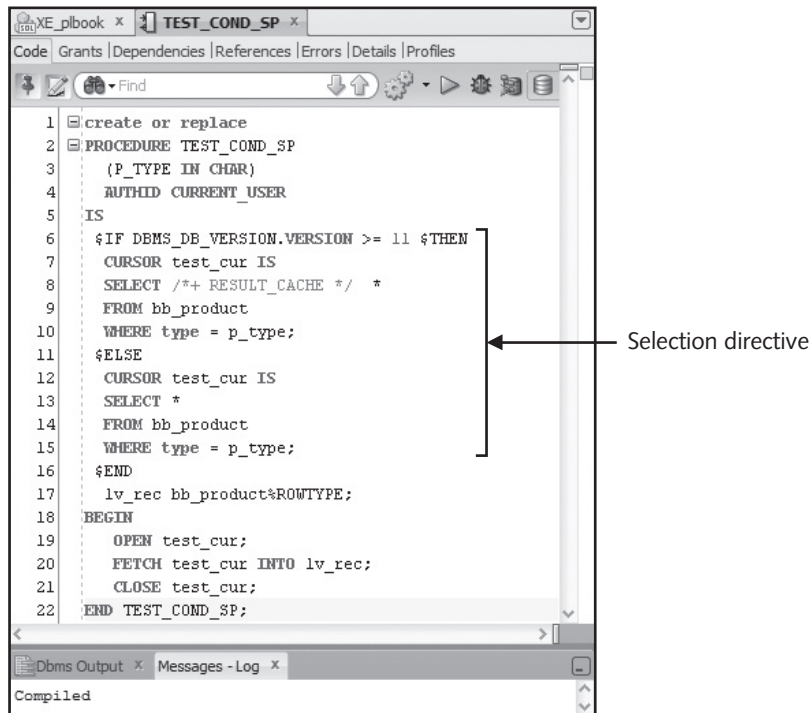 XE_plbook x TEST_COND_SP x
Code Grants | Dependencies | References | Errors | Details | Profiles
Find
1 create or replace
2 PROCEDURE TEST_COND_SP
3 (P_TYPE IN CHAR)
4 AUTHID CURRENT_USER
5 IS
6 $IF DBMS_DB_VERSION.VERSION >= 11 $THEN
7 CURSOR test_cur IS
8 SELECT /*+ RESULT_CACHE */ *
9 FROM bb_product
10 WHERE type = p_type;
11 $ELSE
12 CURSOR test_cur IS
13 SELECT *
14 FROM bb_product
15 WHERE type = p_type;
16 $END
17 lv_rec bb_product%ROWTYPE;
18 BEGIN
19 OPEN test_cur;
20 FETCH test_cur INTO lv_rec;
21 CLOSE test_cur;
22 END TEST_COND_SP;
Selection directive
Dbms Output x Messages - Log x
Compiled